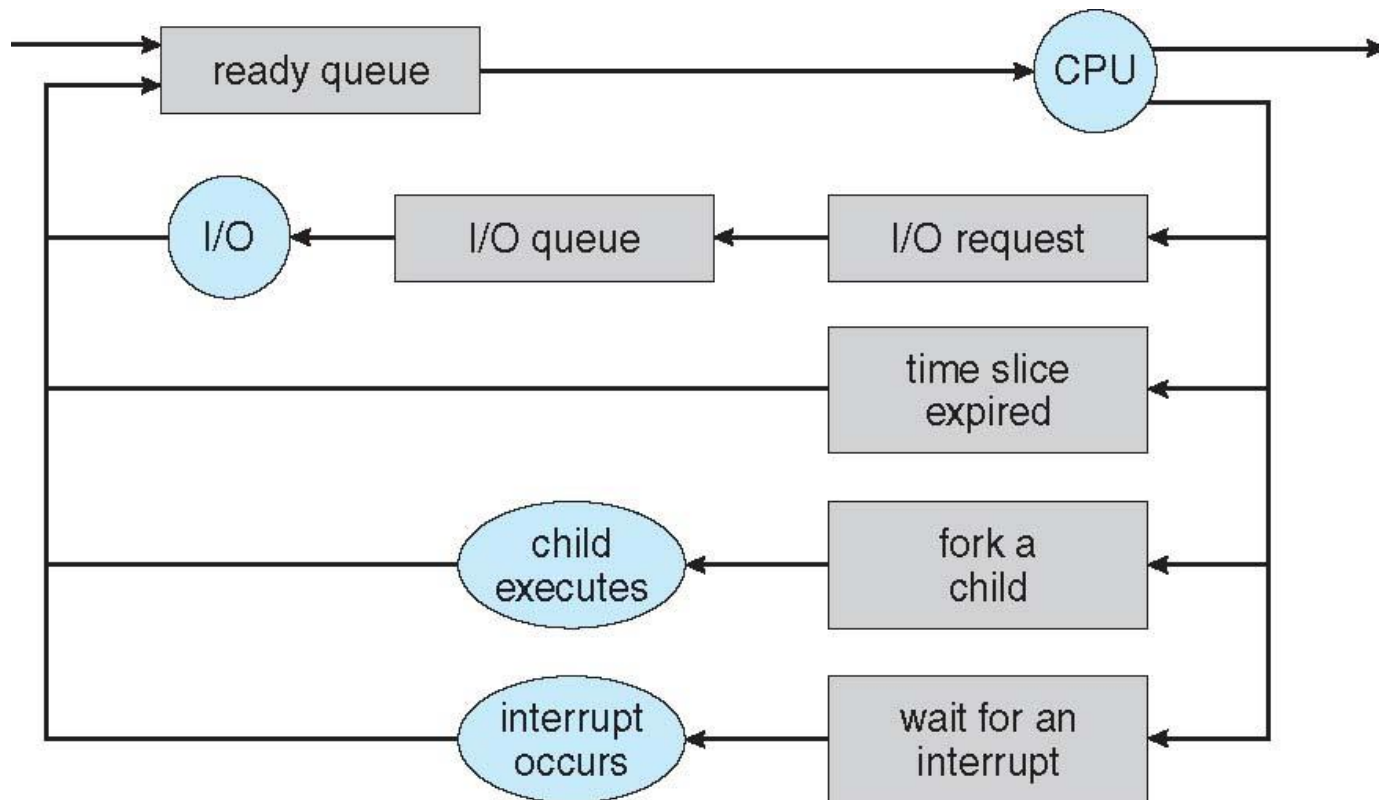 ready queue
CPU
I/O
I/O queue
I/O request
time slice
expired
child
executes
fork a
child
interrupt
occurs
wait for an
interrupt